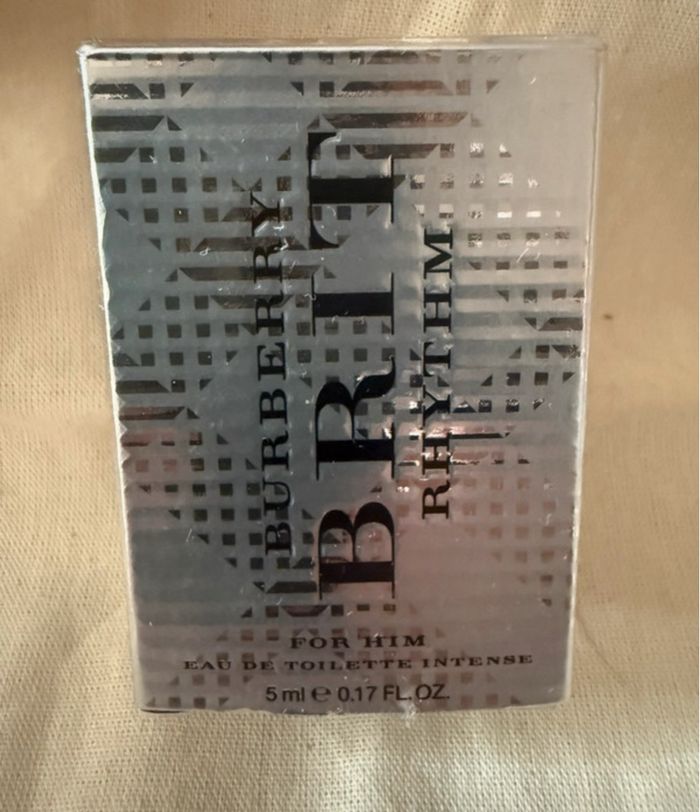 BURBERRY
BRIT
RHYTHM
FOR HIM
EAU DE TOILETTE INTENSE
5 ml ℮ 0.17 FL.OZ.